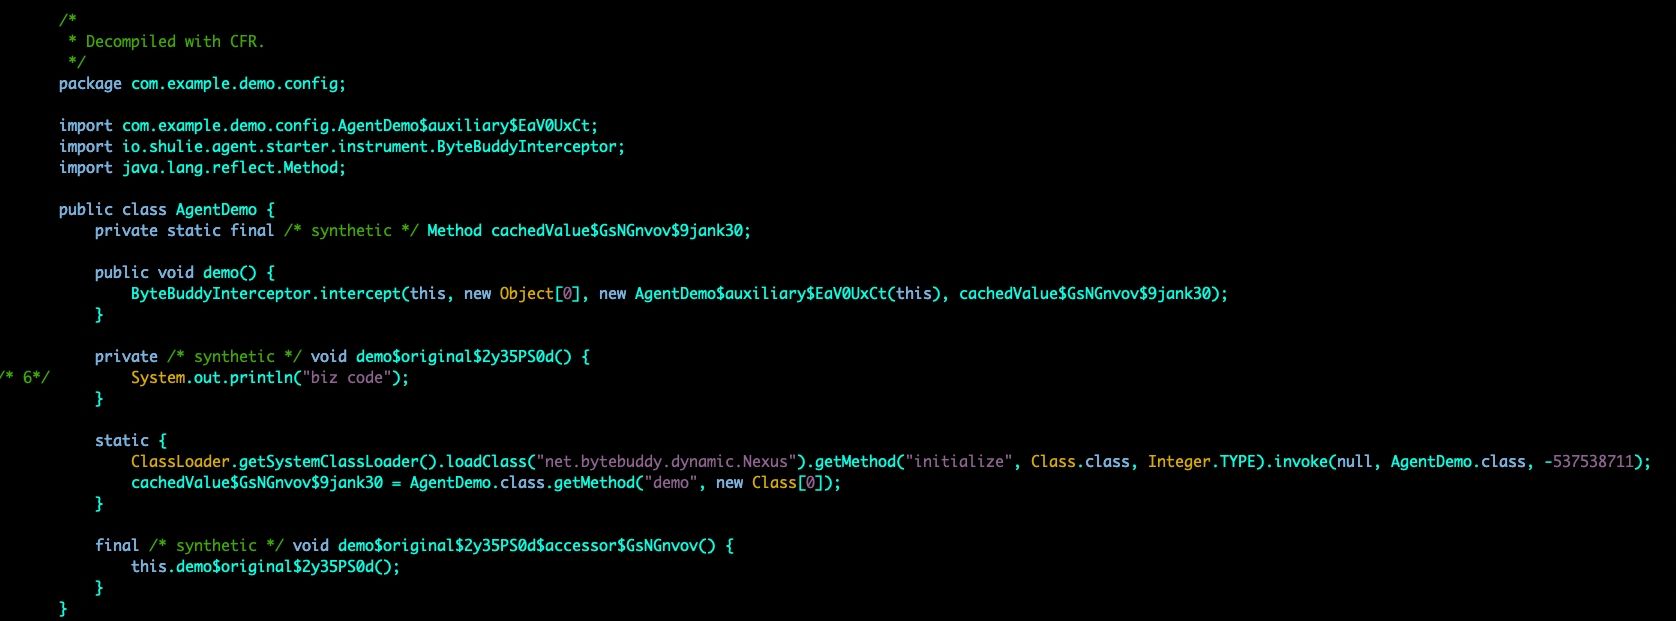 /*
 * Decompiled with CFR.
 */
package com.example.demo.config;

import com.example.demo.config.AgentDemo$auxiliary$EaV0UxCt;
import io.shulie.agent.starter.instrument.ByteBuddyInterceptor;
import java.lang.reflect.Method;

public class AgentDemo {
    private static final /* synthetic */ Method cachedValue$GsNGnvov$9jank30;

    public void demo() {
        ByteBuddyInterceptor.intercept(this, new Object[0], new AgentDemo$auxiliary$EaV0UxCt(this), cachedValue$GsNGnvov$9jank30);
    }

    private /* synthetic */ void demo$original$2y35PS0d() {
/* 6*/         System.out.println("biz code");
    }

    static {
        ClassLoader.getSystemClassLoader().loadClass("net.bytebuddy.dynamic.Nexus").getMethod("initialize", Class.class, Integer.TYPE).invoke(null, AgentDemo.class, -537538711);
        cachedValue$GsNGnvov$9jank30 = AgentDemo.class.getMethod("demo", new Class[0]);
    }

    final /* synthetic */ void demo$original$2y35PS0d$accessor$GsNGnvov() {
        this.demo$original$2y35PS0d();
    }
}